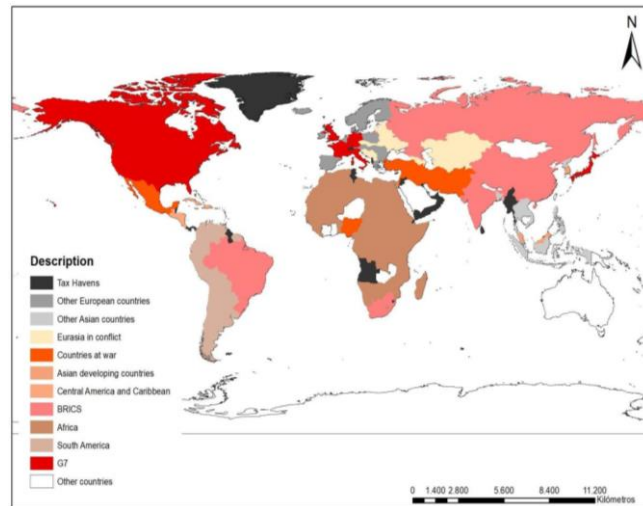 N
Description
Tax Havens
Other European countries
Other Asian countries
Eurasia in conflict
Countries at war
Asian developing countries
Central America and Caribbean
BRICS
Africa
South America
G7
Other countries
0 1.400 2.800 5.600 8.400 11.200
Kilómetros